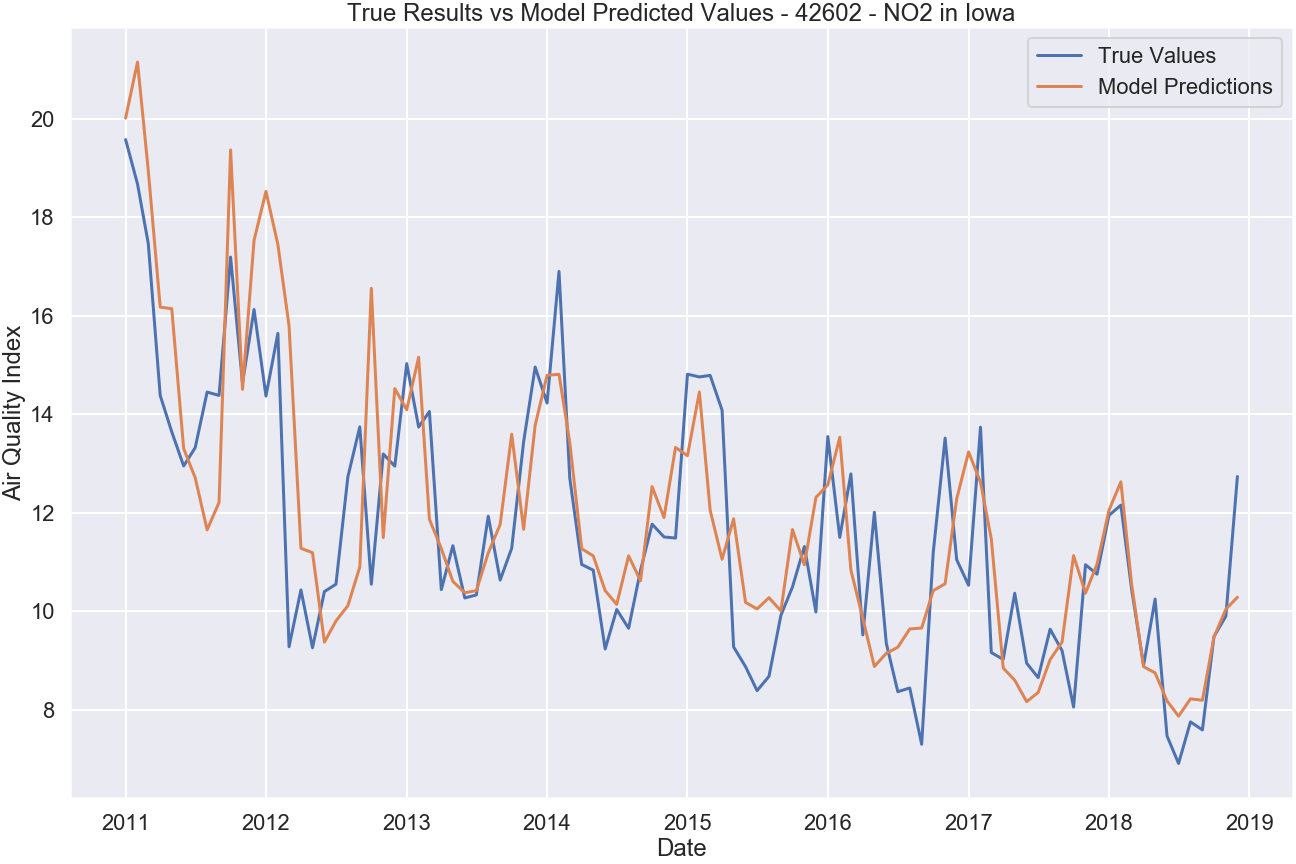 True Results vs Model Predicted Values - 42602 - NO2 in Iowa
True Values
Model Predictions
Air Quality Index
20
18
16
14
12
10
8
2011 2012 2013 2014 2015 2016 2017 2018 2019
Date